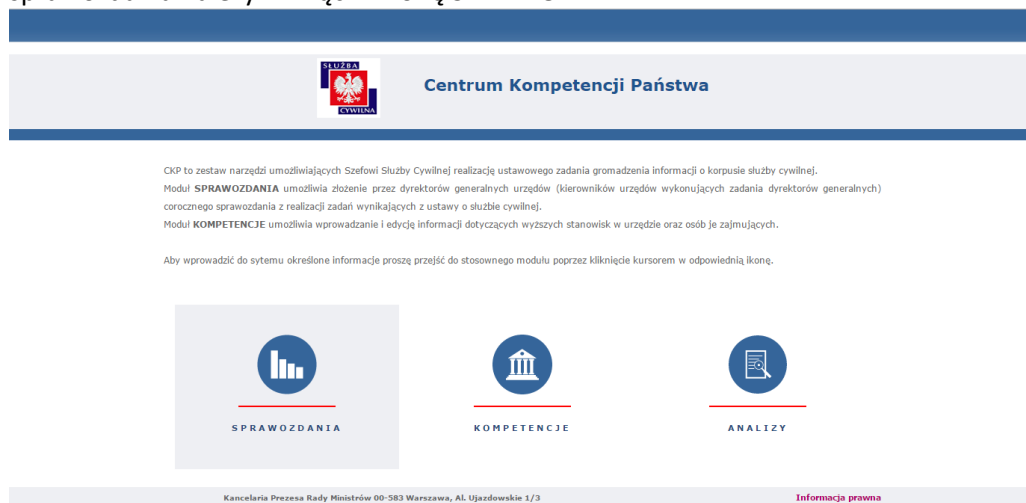 SŁUŻBA
CYWILNA
Centrum Kompetencji Państwa
CKP to zestaw narzędzi umożliwiających Szefowi Służby Cywilnej realizację ustawowego zadania gromadzenia informacji o korpusie służby cywilnej.
Moduł SPRAWOZDANIA umożliwia złożenie przez dyrektorów generalnych urzędów (kierowników urzędów wykonujących zadania dyrektorów generalnych)
corocznego sprawozdania z realizacji zadań wynikających z ustawy o służbie cywilnej.
Moduł KOMPETENCJE umożliwia wprowadzanie i edycję informacji dotyczących wyższych stanowisk w urzędzie oraz osób je zajmujących.
Aby wprowadzić do sytemu określone informacje proszę przejść do stosownego modułu poprzez kliknięcie kursorem w odpowiednią ikonę.
SPRAWOZDANIA
KOMPETENCJE
ANALIZY
Kancelaria Prezesa Rady Ministrów 00-583 Warszawa, Al. Ujazdowskie 1/3
Informacja prawna